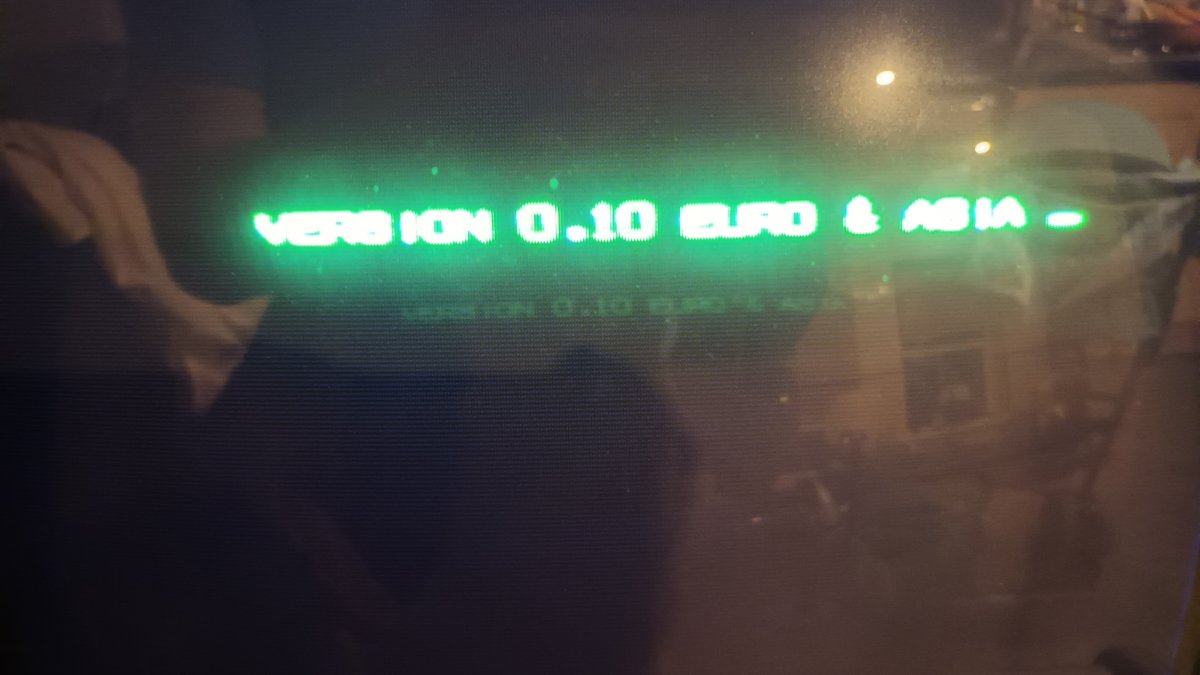 VERSION 0.10 EURO & ASIA _